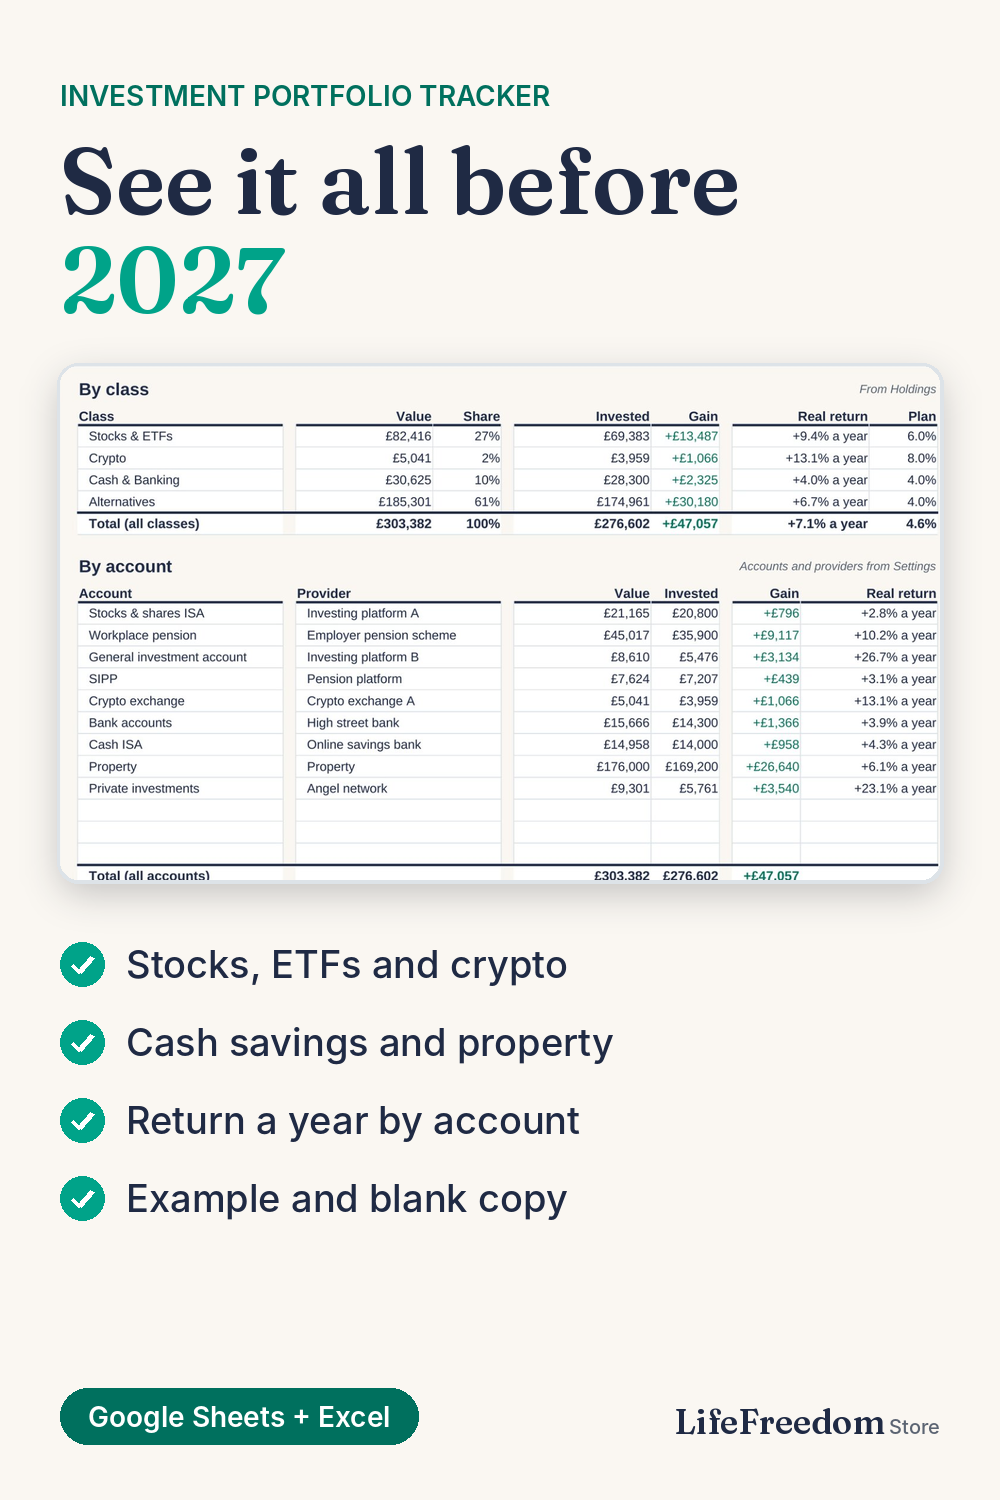 INVESTMENT PORTFOLIO TRACKER
See it all before
2027
By class From Holdings
Class Value Share Invested Gain Real return Plan
Stocks & ETFs £82,416 27% £69,383 +£13,487 +9.4% a year 6.0%
Crypto £5,041 2% £3,959 +£1,066 +13.1% a year 8.0%
Cash & Banking £30,625 10% £28,300 +£2,325 +4.0% a year 4.0%
Alternatives £185,301 61% £174,961 +£30,180 +6.7% a year 4.0%
Total (all classes) £303,382 100% £276,602 +£47,057 +7.1% a year 4.6%
By account Accounts and providers from Settings
Account Provider Value Invested Gain Real return
Stocks & shares ISA Investing platform A £21,165 £20,800 +£796 +2.8% a year
Workplace pension Employer pension scheme £45,017 £35,900 +£9,117 +10.2% a year
General investment account Investing platform B £8,610 £5,476 +£3,134 +26.7% a year
SIPP Pension platform £7,624 £7,207 +£439 +3.1% a year
Crypto exchange Crypto exchange A £5,041 £3,959 +£1,066 +13.1% a year
Bank accounts High street bank £15,666 £14,300 +£1,366 +3.9% a year
Cash ISA Online savings bank £14,958 £14,000 +£958 +4.3% a year
Property Property £176,000 £169,200 +£26,640 +6.1% a year
Private investments Angel network £9,301 £5,761 +£3,540 +23.1% a year
Total (all accounts) £303,382 £276,602 +£47,057
Stocks, ETFs and crypto
Cash savings and property
Return a year by account
Example and blank copy
Google Sheets + Excel
LifeFreedom Store